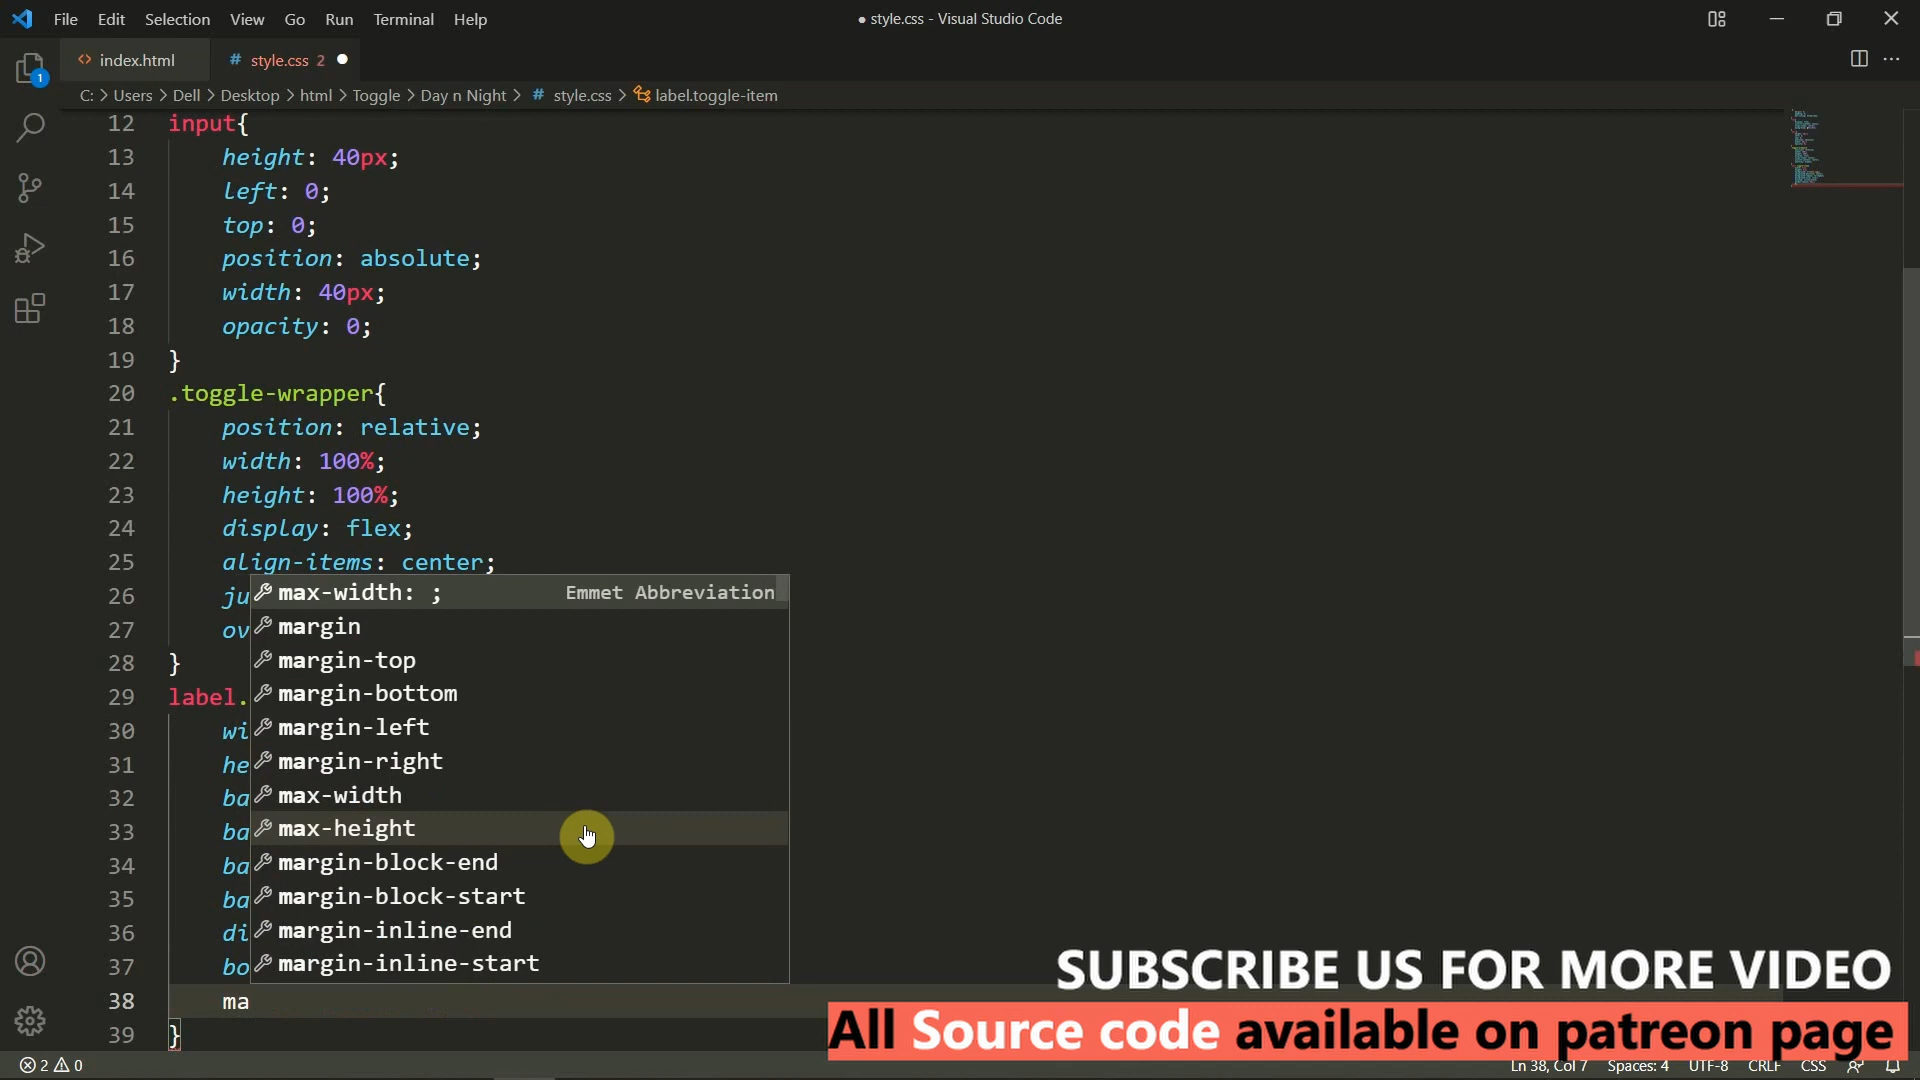 File Edit Selection View Go Run Terminal Help
● style.css - Visual Studio Code
<> index.html
# style.css 2 ●
C: > Users > Dell > Desktop > html > Toggle > Day n Night > # style.css > label.toggle-item
1
12 input{
13 height: 40px;
14 left: 0;
15 top: 0;
16 position: absolute;
17 width: 40px;
18 opacity: 0;
19 }
20 .toggle-wrapper{
21 position: relative;
22 width: 100%;
23 height: 100%;
24 display: flex;
25 align-items: center;
26 ju
27 ov
28 }
29 label.
30 wi
31 he
32 ba
33 ba
34 ba
35 ba
36 di
37 bo
38 ma
39 }
max-width: ; Emmet Abbreviation
margin
margin-top
margin-bottom
margin-left
margin-right
max-width
max-height
margin-block-end
margin-block-start
margin-inline-end
margin-inline-start
SUBSCRIBE US FOR MORE VIDEO
All Source code available on patreon page
2 0
Ln 38, Col 7 Spaces: 4 UTF-8 CRLF CSS